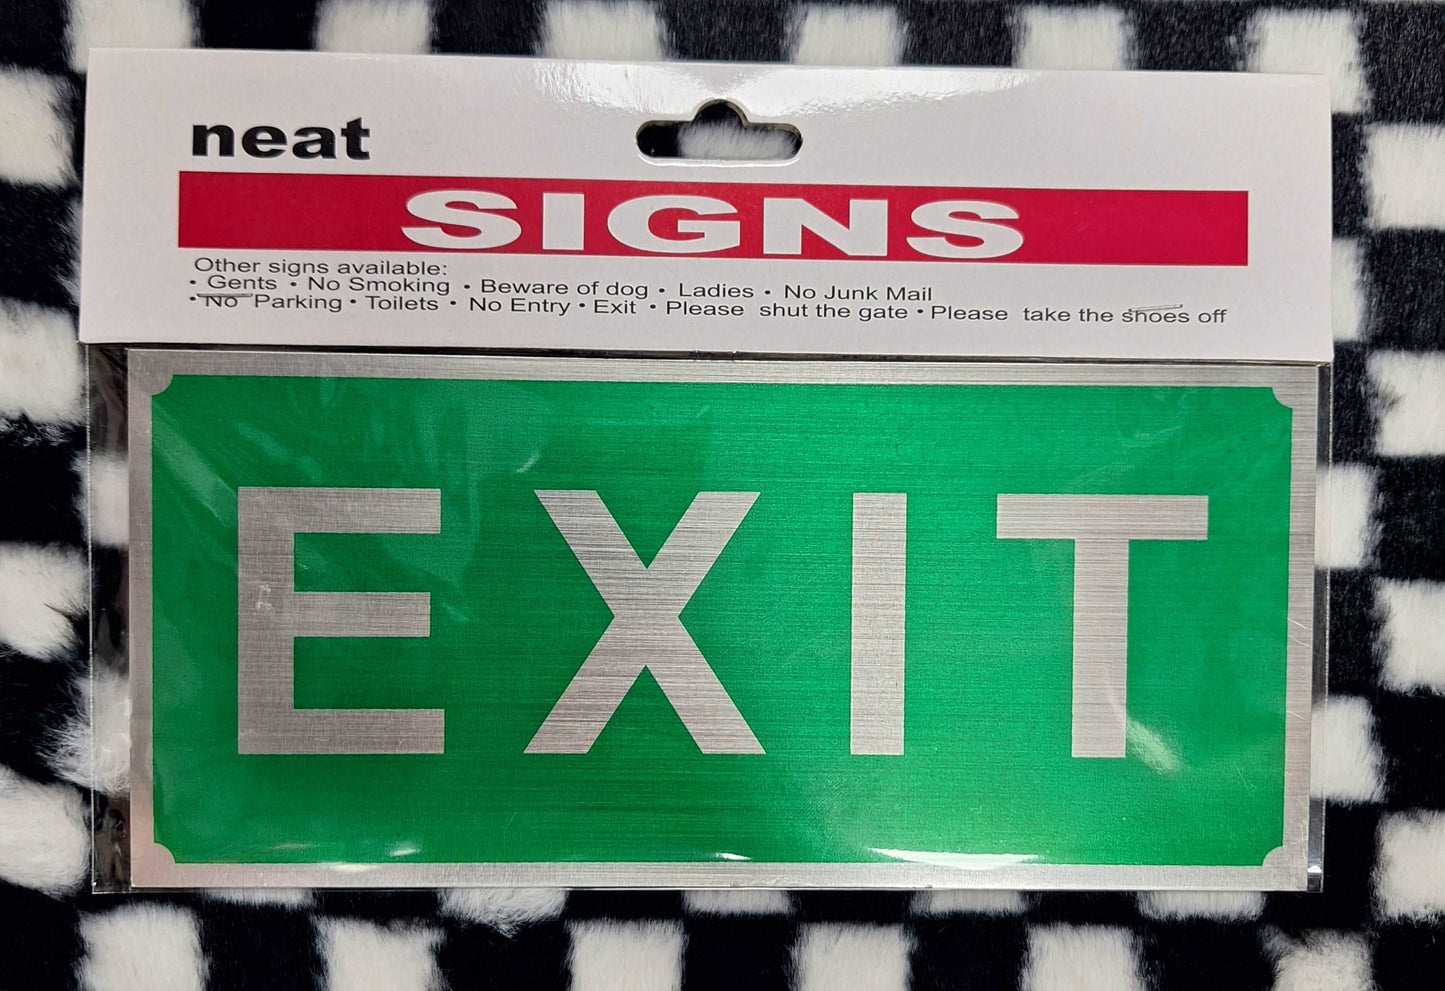 neat
SIGNS
Other signs available:
• Gents • No Smoking • Beware of dog • Ladies • No Junk Mail
• No Parking • Toilets • No Entry • Exit • Please shut the gate • Please take the shoes off
EXIT